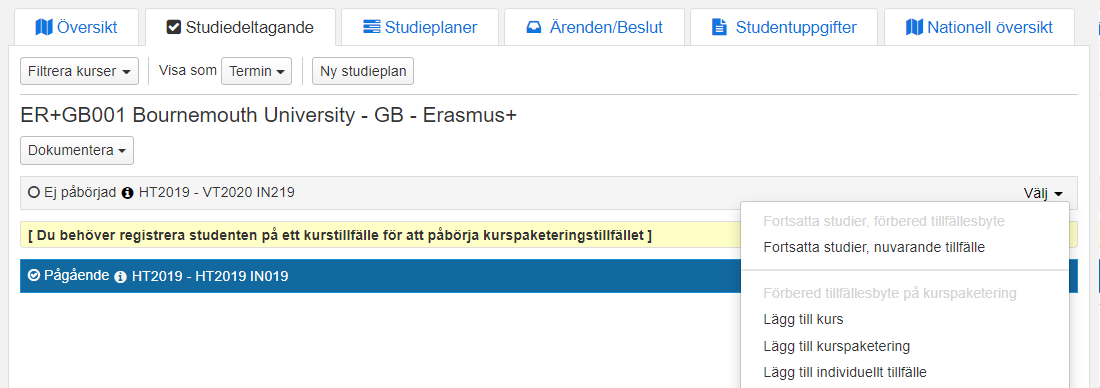 Översikt Studiedeltagande Studieplaner Ärenden/Beslut Studentuppgifter Nationell översikt
Filtrera kurser Visa som Termin Ny studieplan
ER+GB001 Bournemouth University - GB - Erasmus+
Dokumentera
Ej påbörjad HT2019 - VT2020 IN219 Välj
Fortsatta studier, förbered tillfällesbyte
[ Du behöver registrera studenten på ett kurstillfälle för att påbörja kurspaketeringstillfället ]
Fortsatta studier, nuvarande tillfälle
Pågående HT2019 - HT2019 IN019
Förbered tillfällesbyte på kurspaketering
Lägg till kurs
Lägg till kurspaketering
Lägg till individuellt tillfälle